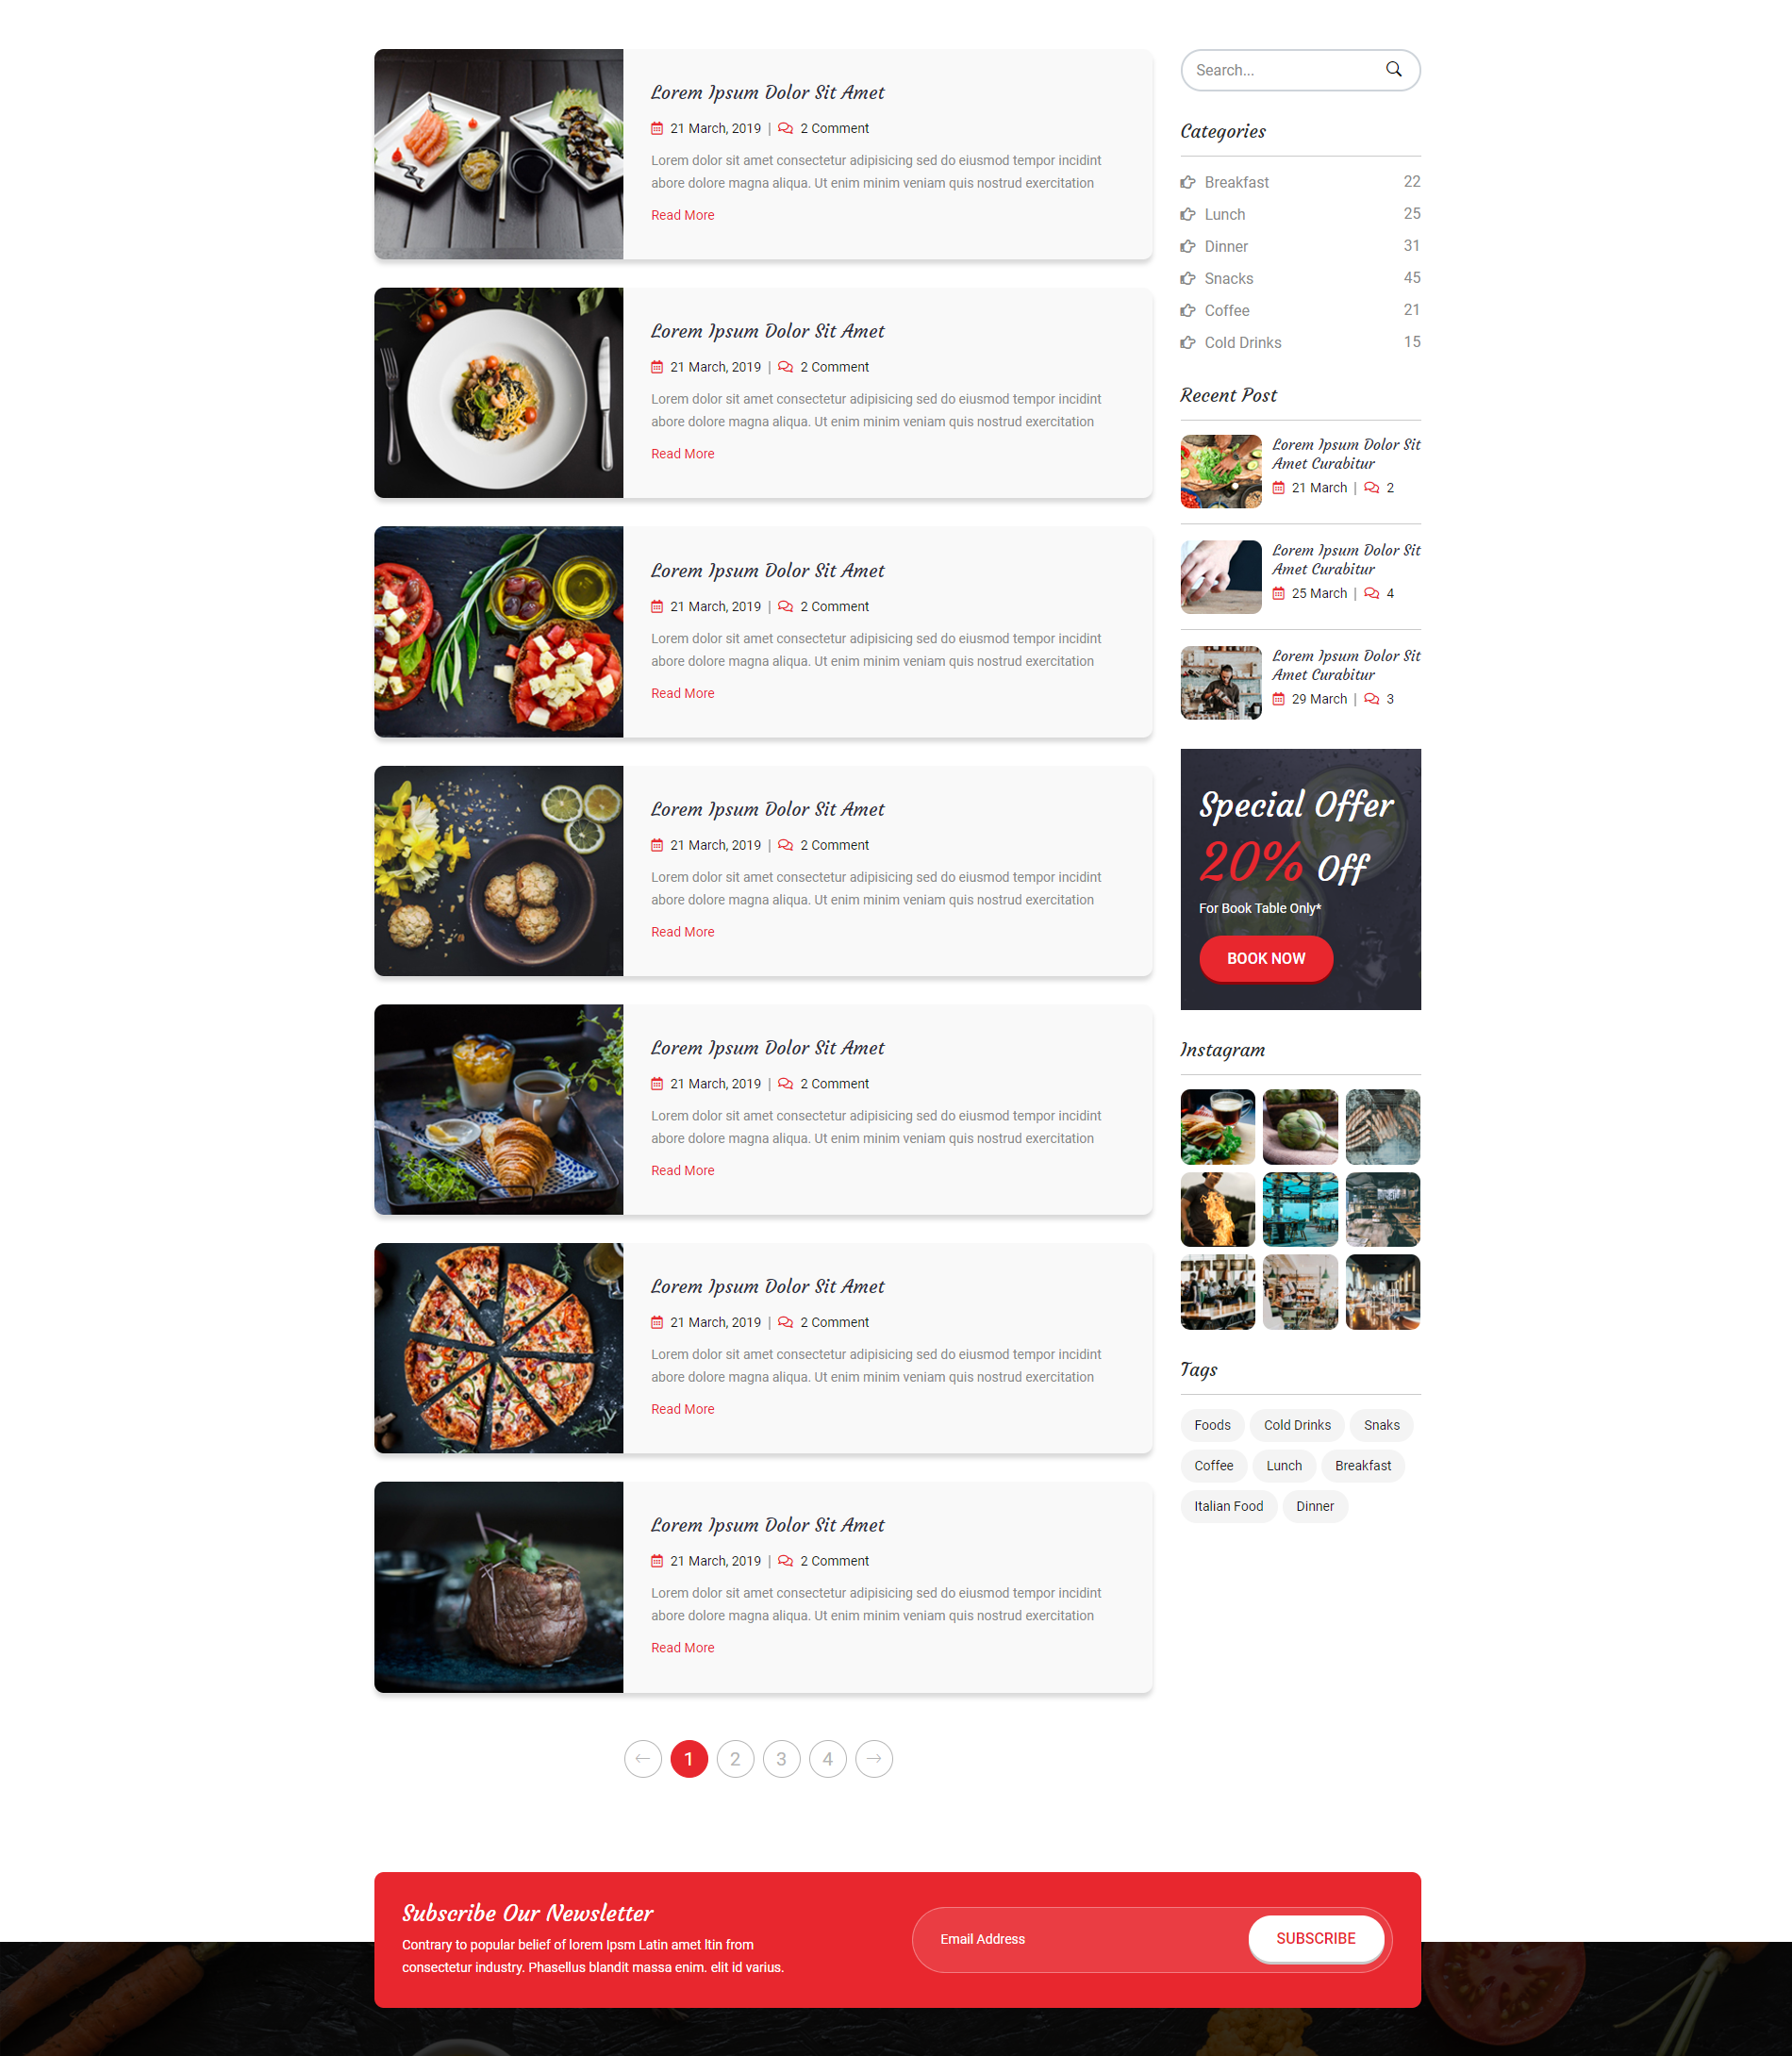 Lorem Ipsum Dolor Sit Amet
21 March, 2019 | 2 Comment
Lorem dolor sit amet consectetur adipisicing sed do eiusmod tempor incidint
abore dolore magna aliqua. Ut enim minim veniam quis nostrud exercitation
Read More
Lorem Ipsum Dolor Sit Amet
21 March, 2019 | 2 Comment
Lorem dolor sit amet consectetur adipisicing sed do eiusmod tempor incidint
abore dolore magna aliqua. Ut enim minim veniam quis nostrud exercitation
Read More
Lorem Ipsum Dolor Sit Amet
21 March, 2019 | 2 Comment
Lorem dolor sit amet consectetur adipisicing sed do eiusmod tempor incidint
abore dolore magna aliqua. Ut enim minim veniam quis nostrud exercitation
Read More
Lorem Ipsum Dolor Sit Amet
21 March, 2019 | 2 Comment
Lorem dolor sit amet consectetur adipisicing sed do eiusmod tempor incidint
abore dolore magna aliqua. Ut enim minim veniam quis nostrud exercitation
Read More
Lorem Ipsum Dolor Sit Amet
21 March, 2019 | 2 Comment
Lorem dolor sit amet consectetur adipisicing sed do eiusmod tempor incidint
abore dolore magna aliqua. Ut enim minim veniam quis nostrud exercitation
Read More
Lorem Ipsum Dolor Sit Amet
21 March, 2019 | 2 Comment
Lorem dolor sit amet consectetur adipisicing sed do eiusmod tempor incidint
abore dolore magna aliqua. Ut enim minim veniam quis nostrud exercitation
Read More
Lorem Ipsum Dolor Sit Amet
21 March, 2019 | 2 Comment
Lorem dolor sit amet consectetur adipisicing sed do eiusmod tempor incidint
abore dolore magna aliqua. Ut enim minim veniam quis nostrud exercitation
Read More
1 2 3 4
Search...
Categories
Breakfast 22
Lunch 25
Dinner 31
Snacks 45
Coffee 21
Cold Drinks 15
Recent Post
Lorem Ipsum Dolor Sit
Amet Curabitur
21 March | 2
Lorem Ipsum Dolor Sit
Amet Curabitur
25 March | 4
Lorem Ipsum Dolor Sit
Amet Curabitur
29 March | 3
Special Offer
20% Off
For Book Table Only*
BOOK NOW
Instagram
Tags
Foods Cold Drinks Snaks
Coffee Lunch Breakfast
Italian Food Dinner
Subscribe Our Newsletter
Contrary to popular belief of lorem Ipsm Latin amet ltin from
consectetur industry. Phasellus blandit massa enim. elit id varius.
Email Address
SUBSCRIBE